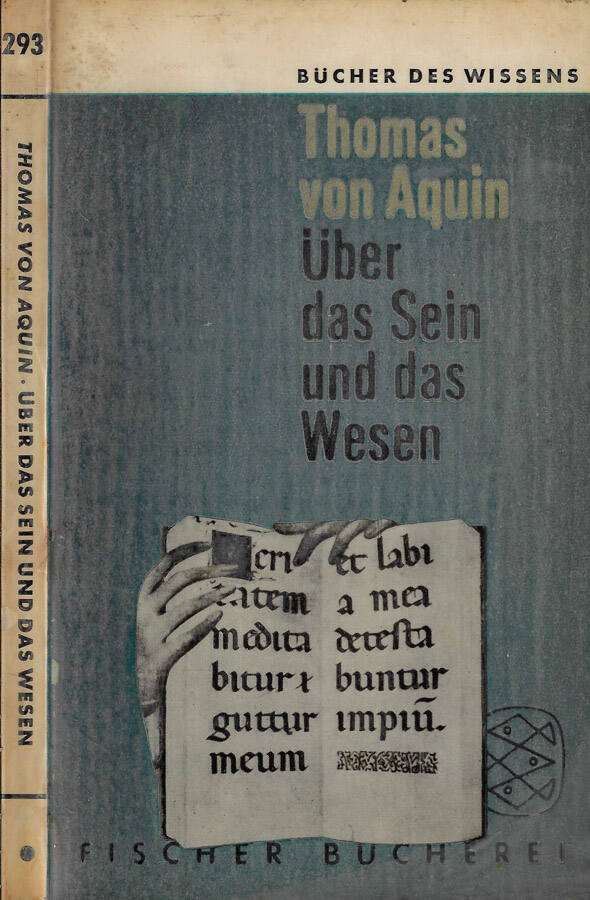 293
THOMAS VON AQUIN · ÜBER DAS SEIN UND DAS WESEN
BÜCHER DES WISSENS
Thomas
von Aquin
Über
das Sein
und das
Wesen
eri
tatem
medita
bitur &
guttur
meum
et labi
a mea
detesta
buntur
impiū.
FISCHER BÜCHEREI